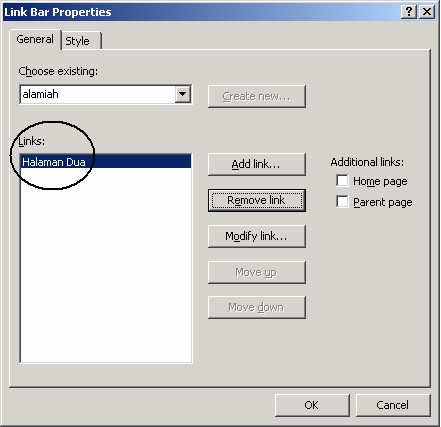 Link Bar Properties
General Style
Choose existing:
alamiah
Create new...
Links:
Halaman Dua
Add link...
Remove link
Modify link...
Move up
Move down
Additional links:
Home page
Parent page
OK Cancel